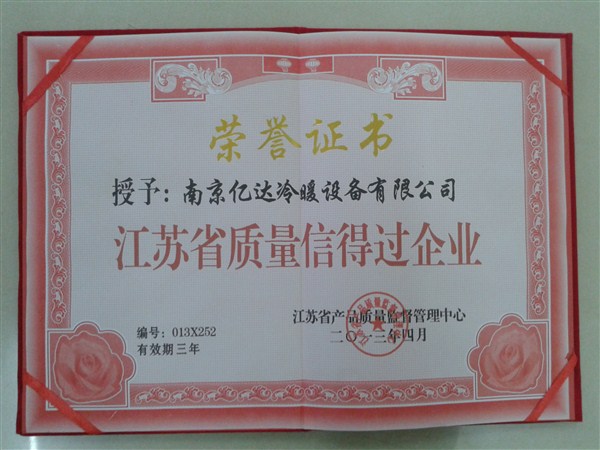 荣誉证书
授予：南京亿达冷暖设备有限公司
江苏省质量信得过企业
江苏省产品质量监督管理中心
二〇一三年四月
编号：013X252
有效期三年